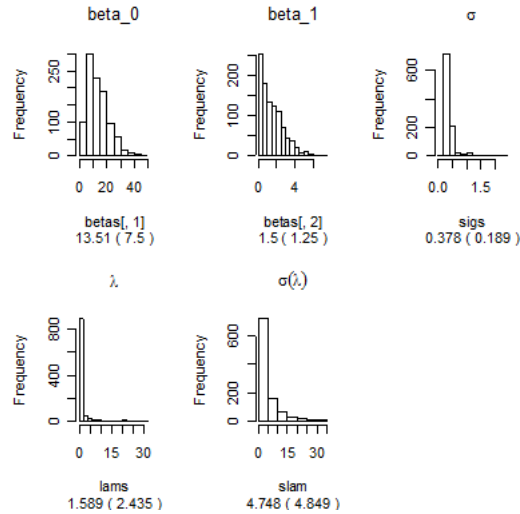 beta_0
Frequency
0 100 300
0 20 40
betas[, 1]
13.51 ( 7.5 )
beta_1
Frequency
0 100 200
0 4
betas[, 2]
1.5 ( 1.25 )
σ
Frequency
0 200 600
0.0 1.5
sigs
0.378 ( 0.189 )
λ
Frequency
0 400 800
0 10 30
lams
1.589 ( 2.435 )
σ(λ)
Frequency
0 200 600
0 15 30
slam
4.748 ( 4.849 )